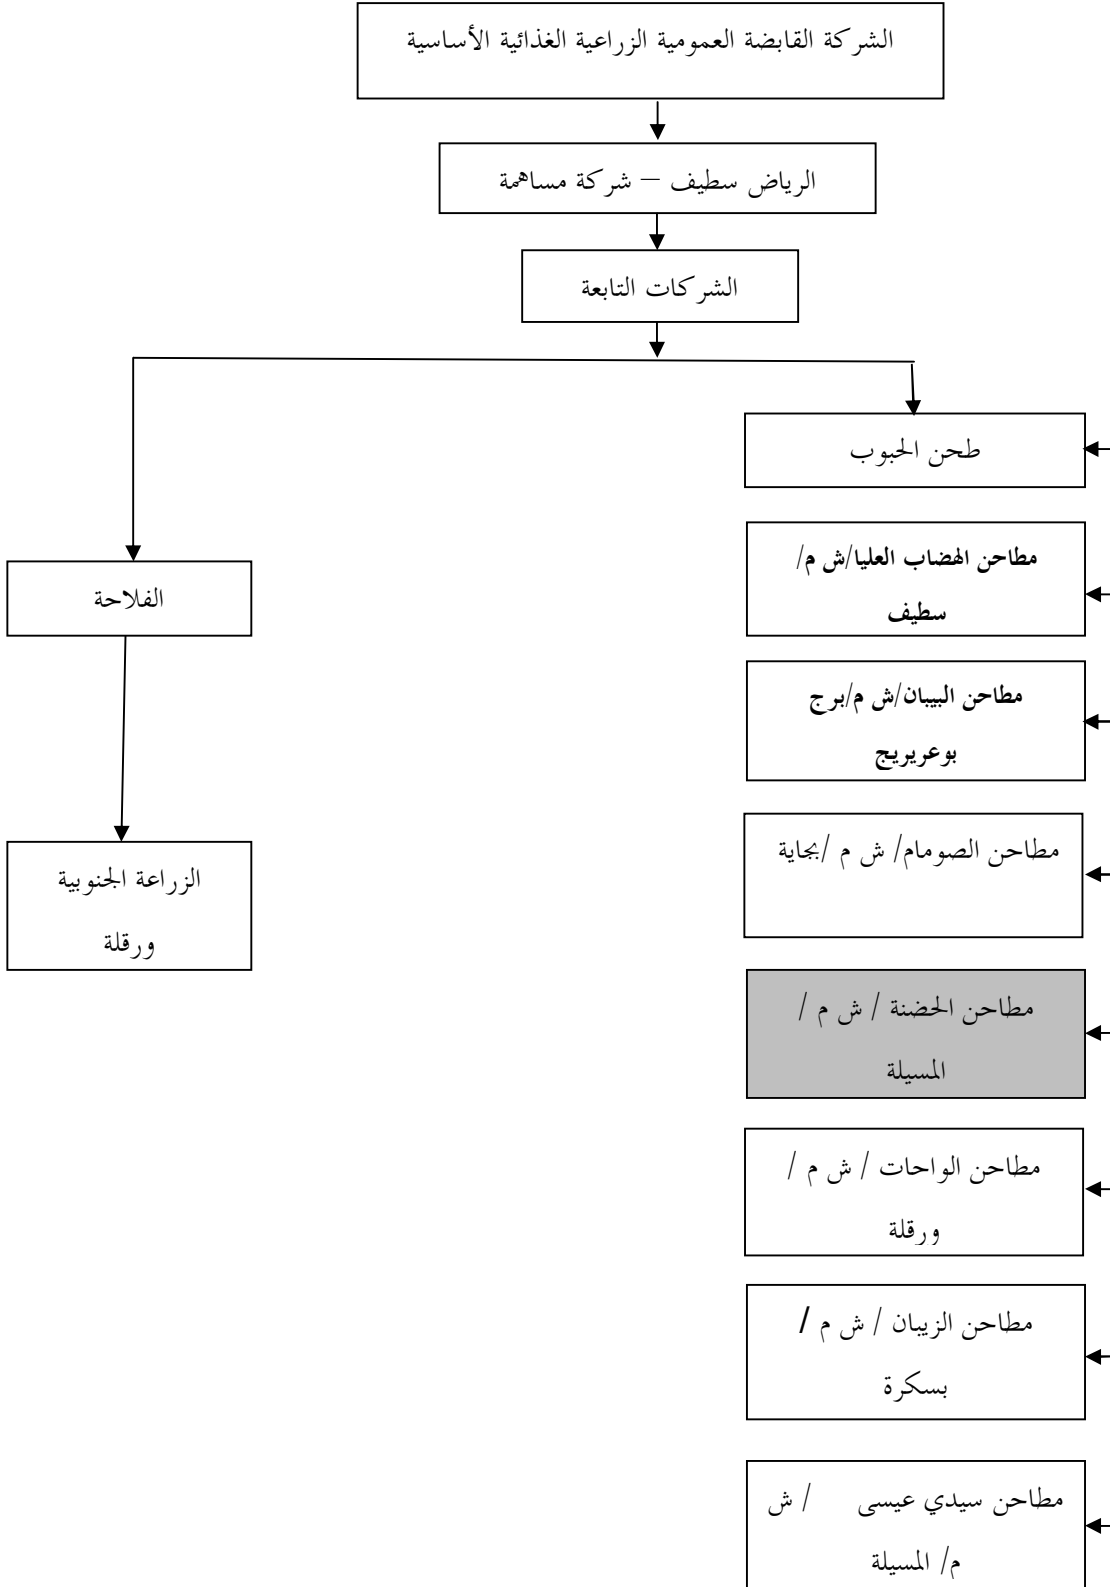 الشركة القابضة العمومية الزراعية الغذائية الأساسية
الرياض سطيف – شركة مساهمة
الشركات التابعة
طحن الحبوب
مطاحن الهضاب العليا/ش م/
سطيف
مطاحن البيبان/ش م/برج
بوعريريج
مطاحن الصومام/ ش م /بجاية
مطاحن الحضنة / ش م /
المسيلة
مطاحن الواحات / ش م /
ورقلة
مطاحن الزيبان / ش م /
بسكرة
مطاحن سيدي عيسى / ش
م/ المسيلة
الفلاحة
الزراعة الجنوبية
ورقلة